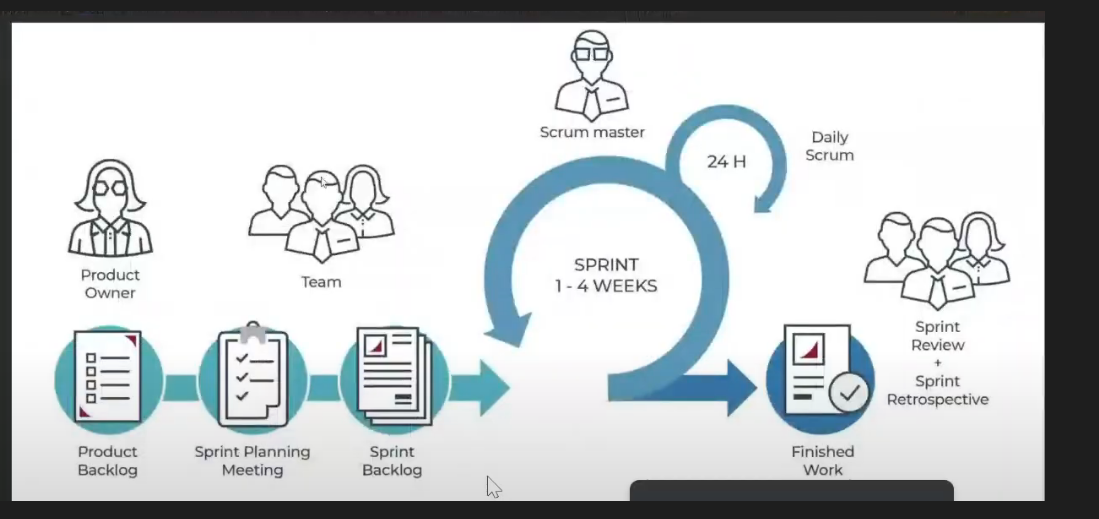 Scrum master
Daily
Scrum
24 H
Product
Owner
Team
SPRINT
1 - 4 WEEKS
Sprint
Review
+
Sprint
Retrospective
Product
Backlog
Sprint Planning
Meeting
Sprint
Backlog
Finished
Work